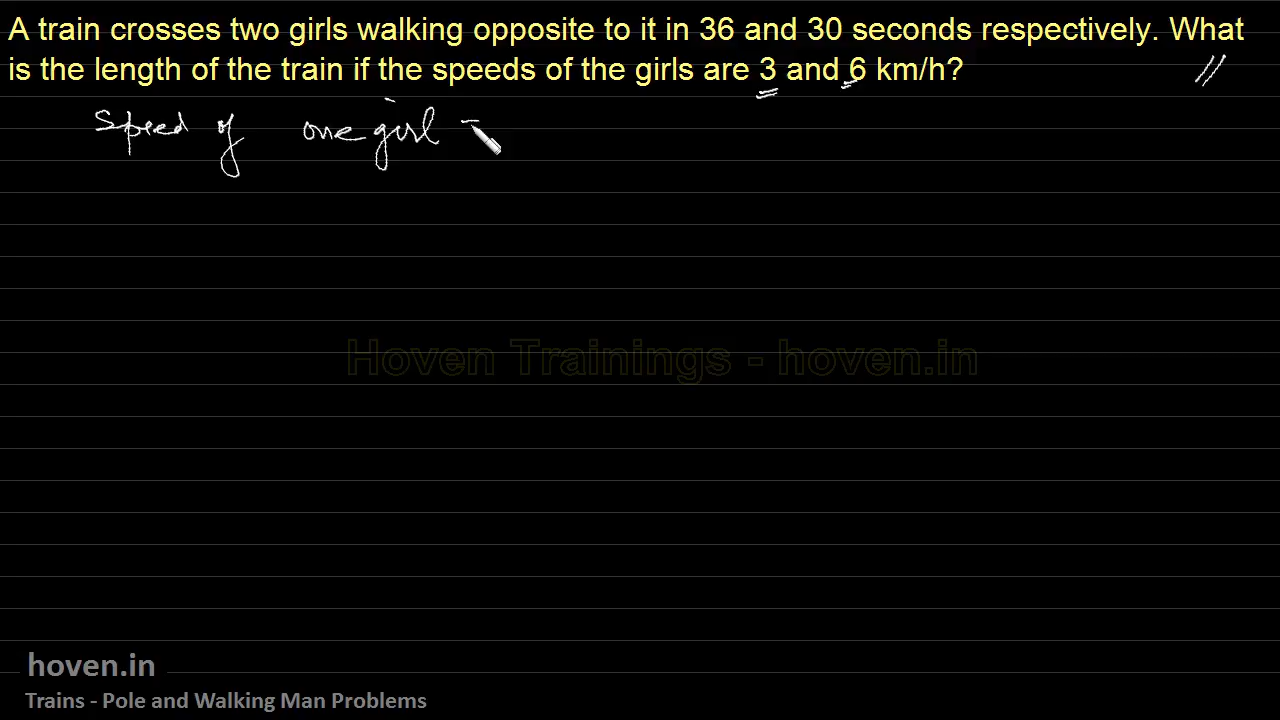 A train crosses two girls walking opposite to it in 36 and 30 seconds respectively. What
is the length of the train if the speeds of the girls are 3 and 6 km/h?
Speed of one girl =
Hoven Trainings - hoven.in
hoven.in
Trains - Pole and Walking Man Problems